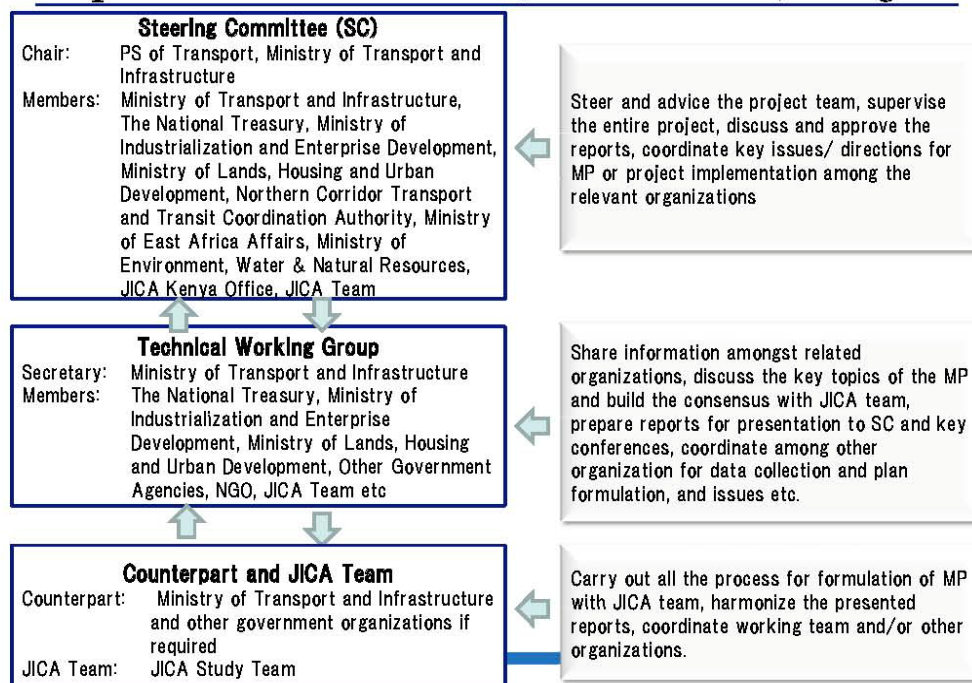 Steering Committee (SC)
Chair: PS of Transport, Ministry of Transport and
Infrastructure
Members: Ministry of Transport and Infrastructure,
The National Treasury, Ministry of
Industrialization and Enterprise Development,
Ministry of Lands, Housing and Urban
Development, Northern Corridor Transport
and Transit Coordination Authority, Ministry
of East Africa Affairs, Ministry of
Environment, Water & Natural Resources,
JICA Kenya Office, JICA Team
Steer and advice the project team, supervise
the entire project, discuss and approve the
reports, coordinate key issues/ directions for
MP or project implementation among the
relevant organizations
Technical Working Group
Secretary: Ministry of Transport and Infrastructure
Members: The National Treasury, Ministry of
Industrialization and Enterprise
Development, Ministry of Lands, Housing
and Urban Development, Other Government
Agencies, NGO, JICA Team etc
Share information amongst related
organizations, discuss the key topics of the MP
and build the consensus with JICA team,
prepare reports for presentation to SC and key
conferences, coordinate among other
organization for data collection and plan
formulation, and issues etc.
Counterpart and JICA Team
Counterpart: Ministry of Transport and Infrastructure
and other government organizations if
required
JICA Team: JICA Study Team
Carry out all the process for formulation of MP
with JICA team, harmonize the presented
reports, coordinate working team and/or other
organizations.